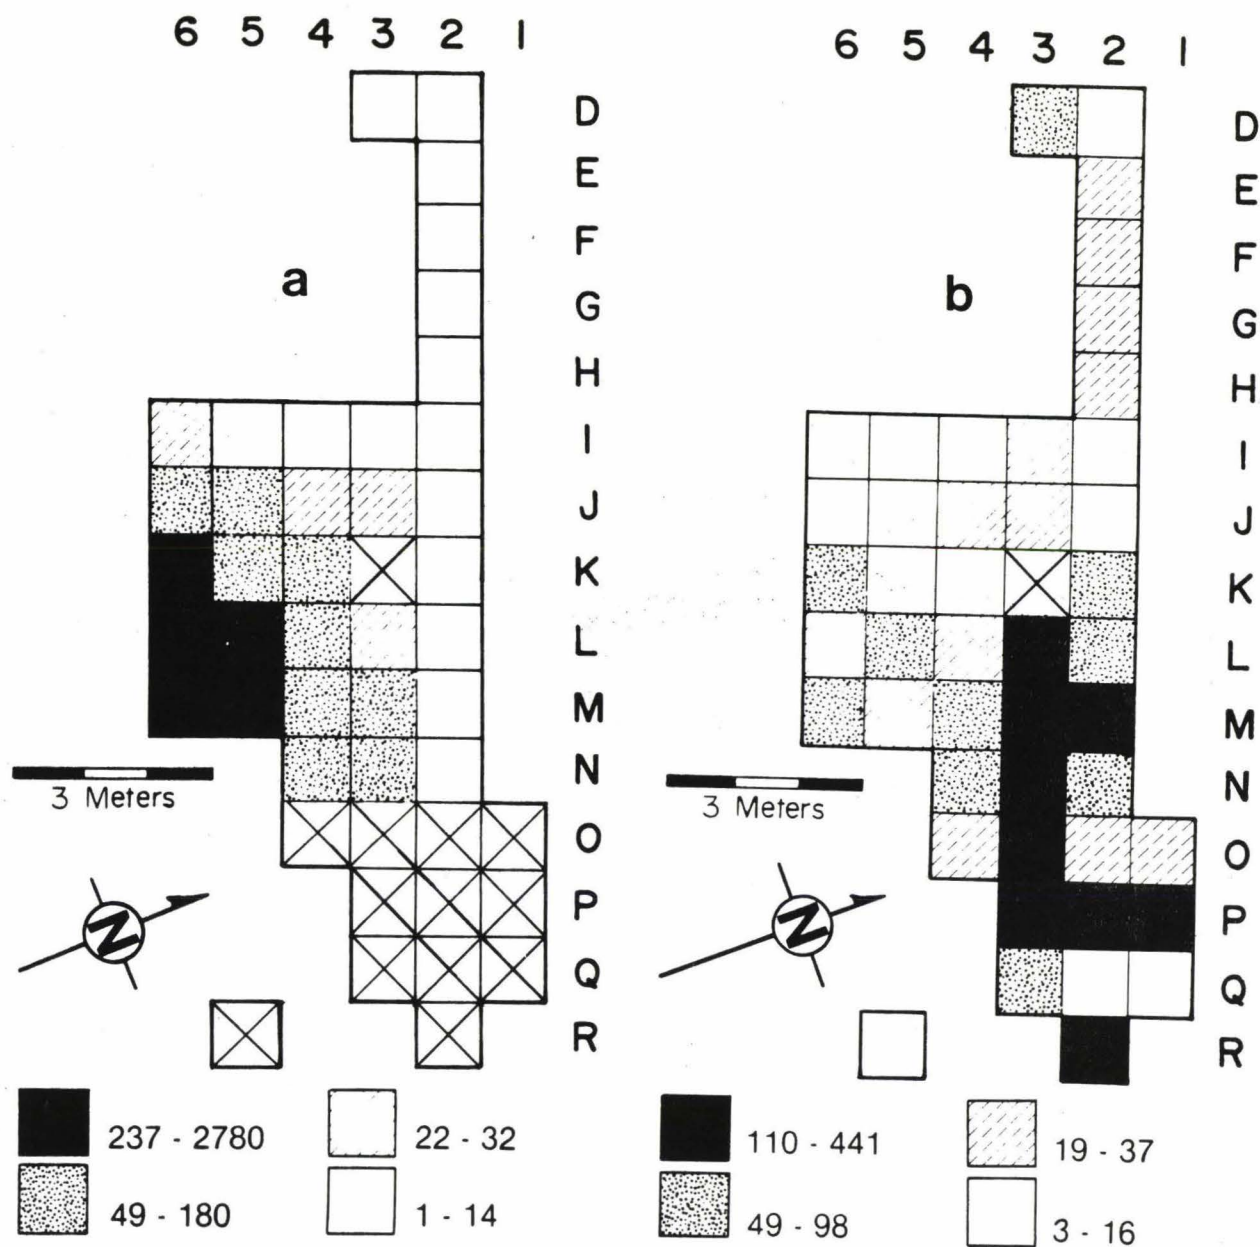 6 5 4 3 2 1
D
E
F
G
H
I
J
K
L
M
N
O
P
Q
R
a
3 Meters
N
237 - 2780
22 - 32
49 - 180
1 - 14
6 5 4 3 2 1
D
E
F
G
H
I
J
K
L
M
N
O
P
Q
R
b
3 Meters
N
110 - 441
19 - 37
49 - 98
3 - 16